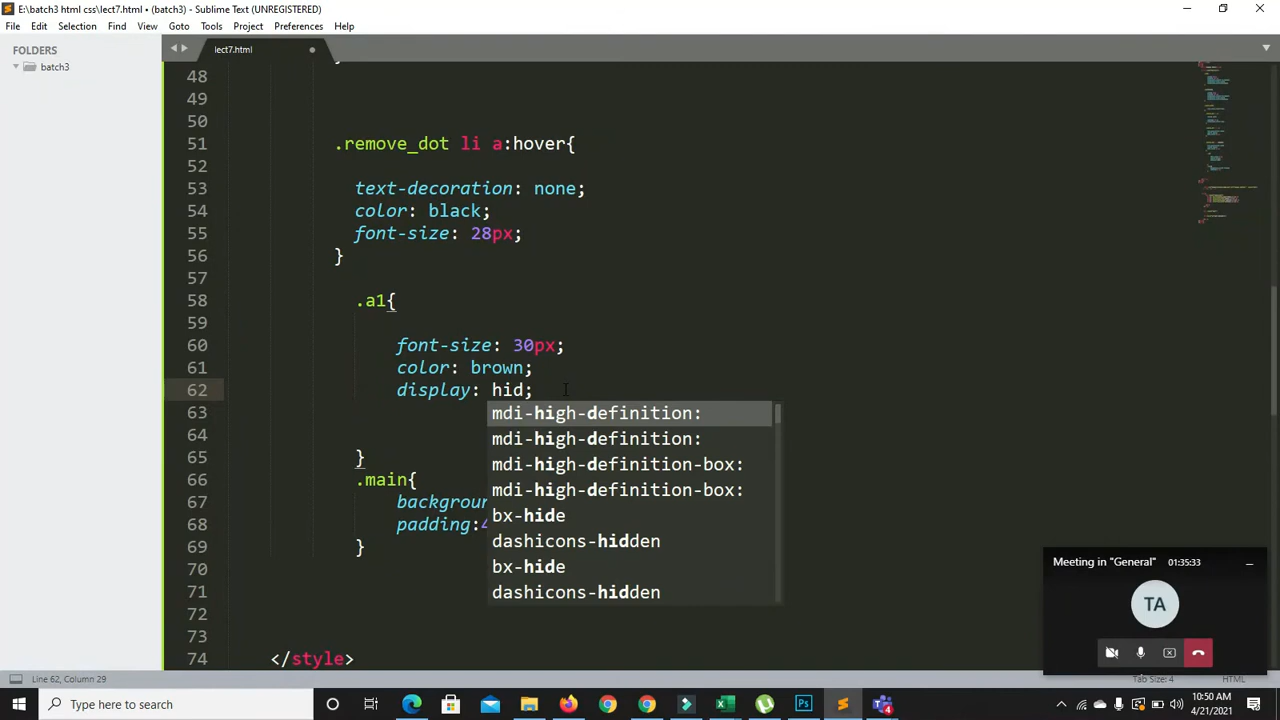 E:\batch3 html css\lect7.html • (batch3) - Sublime Text (UNREGISTERED)
File Edit Selection Find View Goto Tools Project Preferences Help
FOLDERS
batch3
lect7.html
48
49
50
51 .remove_dot li a:hover{
52
53 text-decoration: none;
54 color: black;
55 font-size: 28px;
56 }
57
58 .a1{
59
60 font-size: 30px;
61 color: brown;
62 display: hid;
63
64
65 }
66 .main{
67 backgroun
68 padding:4
69 }
70
71
72
73
74 </style>
mdi-high-definition:
mdi-high-definition:
mdi-high-definition-box:
mdi-high-definition-box:
bx-hide
dashicons-hidden
bx-hide
dashicons-hidden
Meeting in "General" 01:35:33
TA
Line 62, Column 29
Tab Size: 4 HTML
Type here to search
10:50 AM
4/21/2021